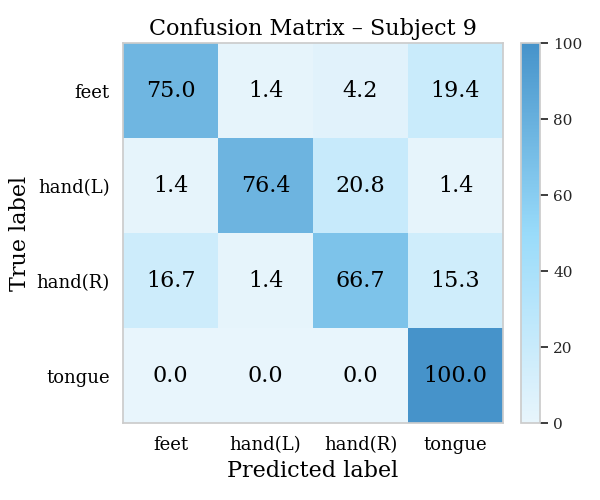 Confusion Matrix – Subject 9
True label
feet 75.0 1.4 4.2 19.4
hand(L) 1.4 76.4 20.8 1.4
hand(R) 16.7 1.4 66.7 15.3
tongue 0.0 0.0 0.0 100.0
feet hand(L) hand(R) tongue
Predicted label
100
80
60
40
20
0